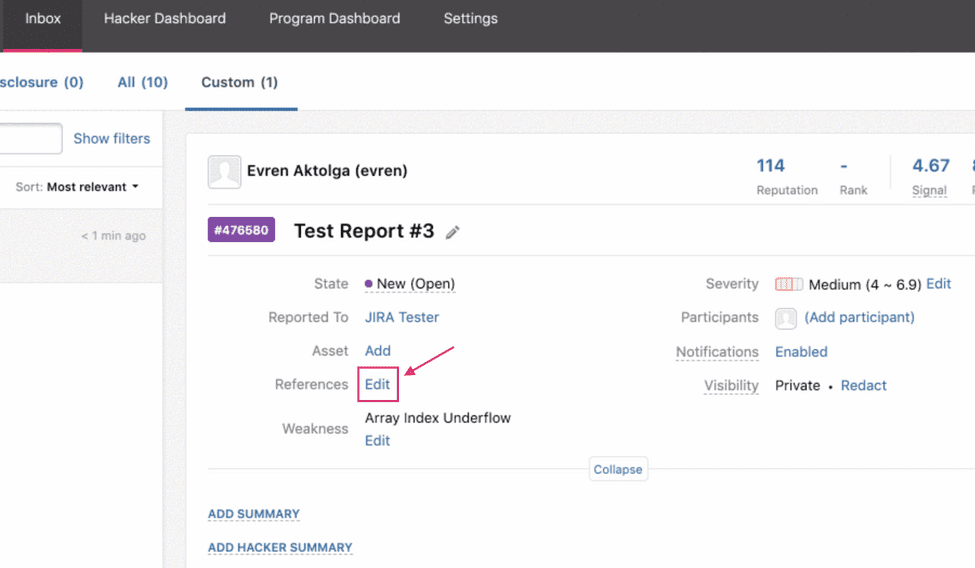 Inbox Hacker Dashboard Program Dashboard Settings
sclosure (0) All (10) Custom (1)
Show filters
Sort: Most relevant
< 1 min ago
Evren Aktolga (evren)
114 - 4.67
Reputation Rank Signal
#476580 Test Report #3
State New (Open)
Reported To JIRA Tester
Asset Add
References Edit
Weakness Array Index Underflow
Edit
Severity Medium (4 ~ 6.9) Edit
Participants (Add participant)
Notifications Enabled
Visibility Private • Redact
Collapse
ADD SUMMARY
ADD HACKER SUMMARY